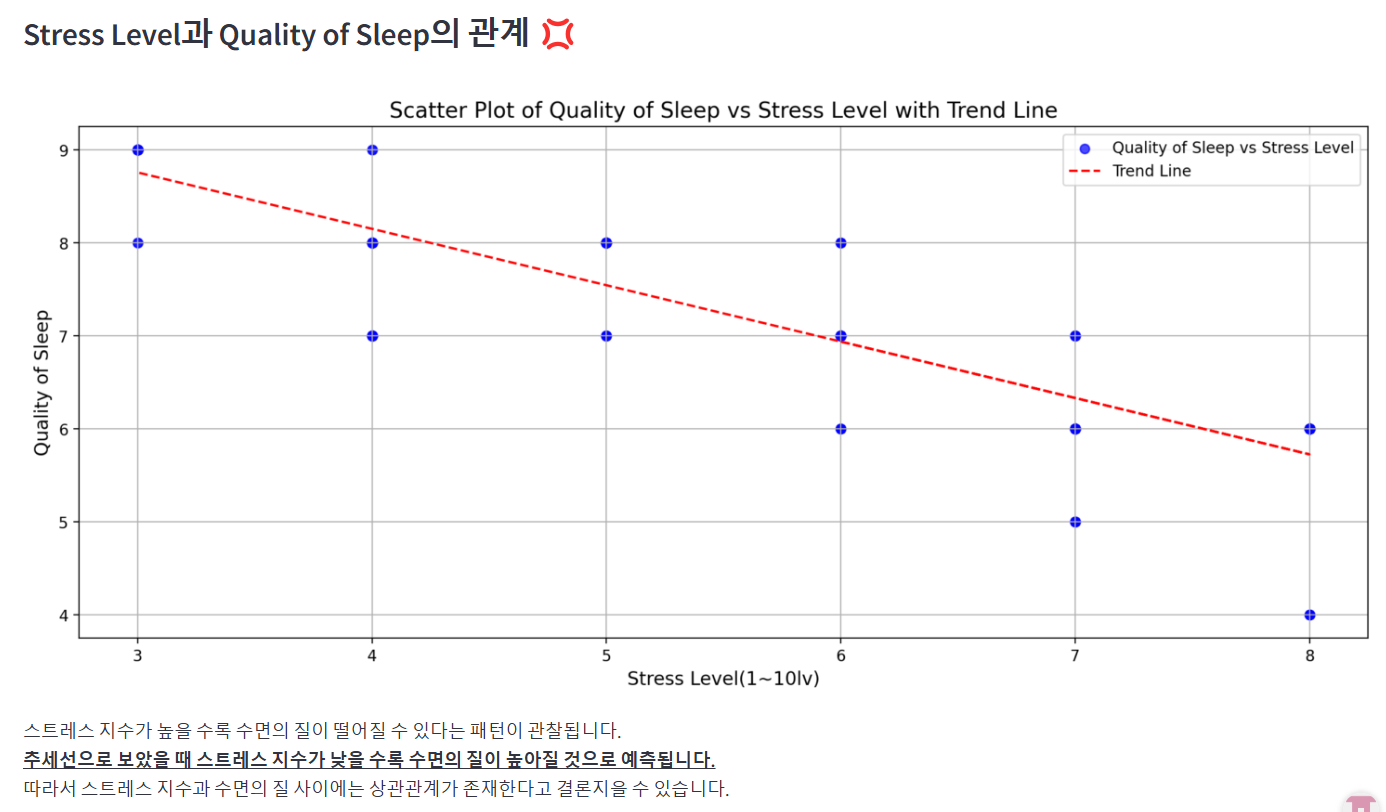 Stress Level과 Quality of Sleep의 관계 💢
Scatter Plot of Quality of Sleep vs Stress Level with Trend Line
Quality of Sleep vs Stress Level
Trend Line
9
8
7
6
5
4
Quality of Sleep
3 4 5 6 7 8
Stress Level(1~10lv)
스트레스 지수가 높을 수록 수면의 질이 떨어질 수 있다는 패턴이 관찰됩니다.
추세선으로 보았을 때 스트레스 지수가 낮을 수록 수면의 질이 높아질 것으로 예측됩니다.
따라서 스트레스 지수과 수면의 질 사이에는 상관관계가 존재한다고 결론지을 수 있습니다.